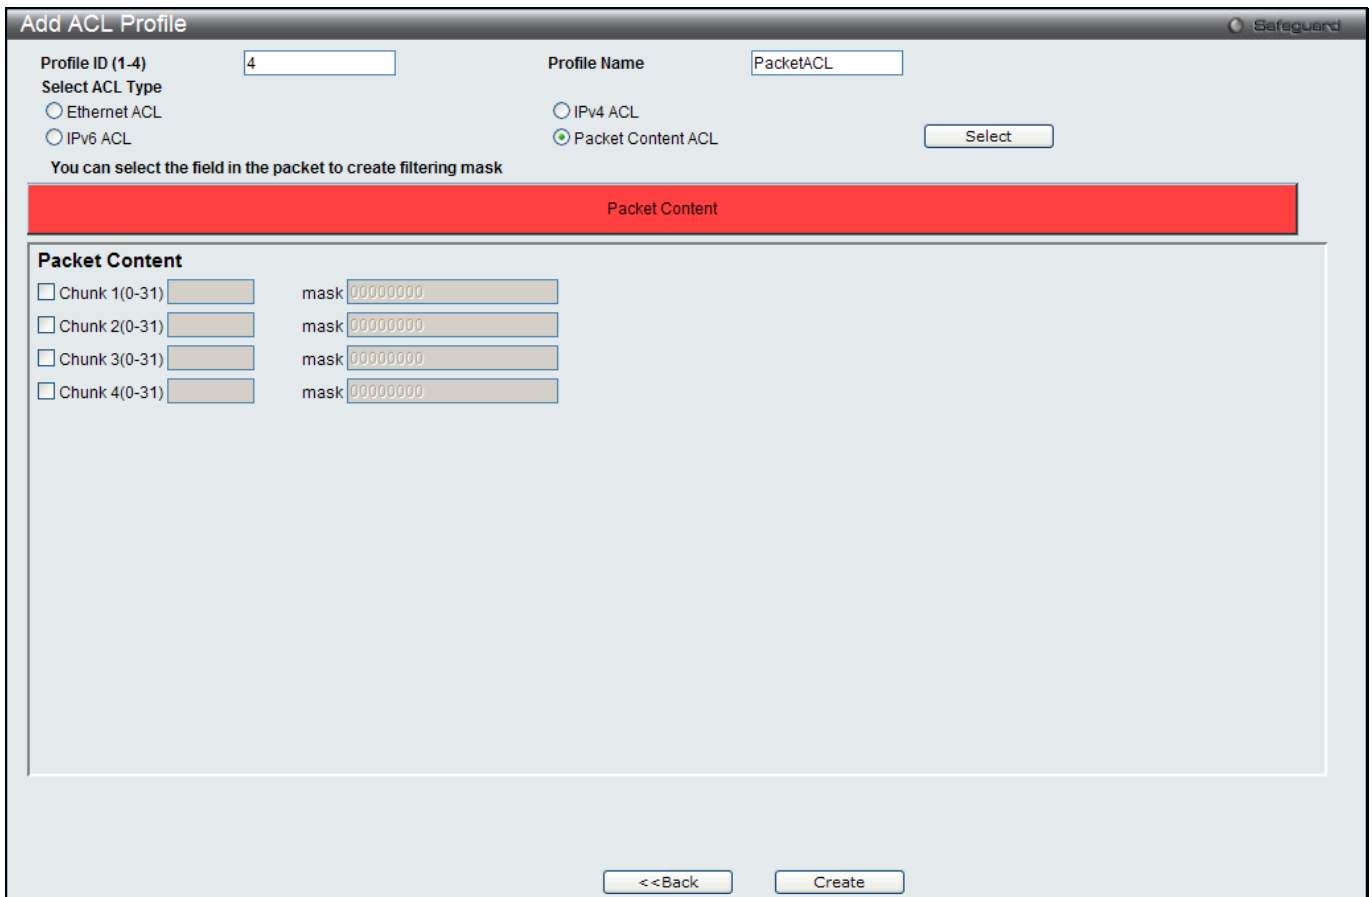 Add ACL Profile Safeguard
Profile ID (1-4) 4 Profile Name PacketACL
Select ACL Type
Ethernet ACL IPv4 ACL
IPv6 ACL Packet Content ACL Select
You can select the field in the packet to create filtering mask
Packet Content
Packet Content
Chunk 1(0-31) mask 00000000
Chunk 2(0-31) mask 00000000
Chunk 3(0-31) mask 00000000
Chunk 4(0-31) mask 00000000
<<Back Create